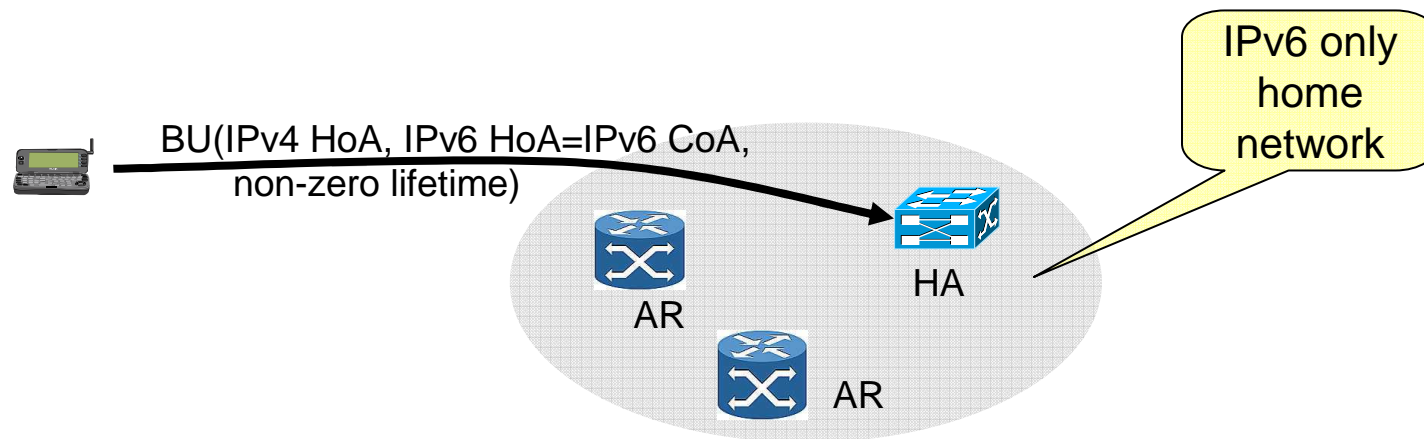 IPv6 only
home
network
BU(IPv4 HoA, IPv6 HoA=IPv6 CoA,
non-zero lifetime)
HA
AR
AR